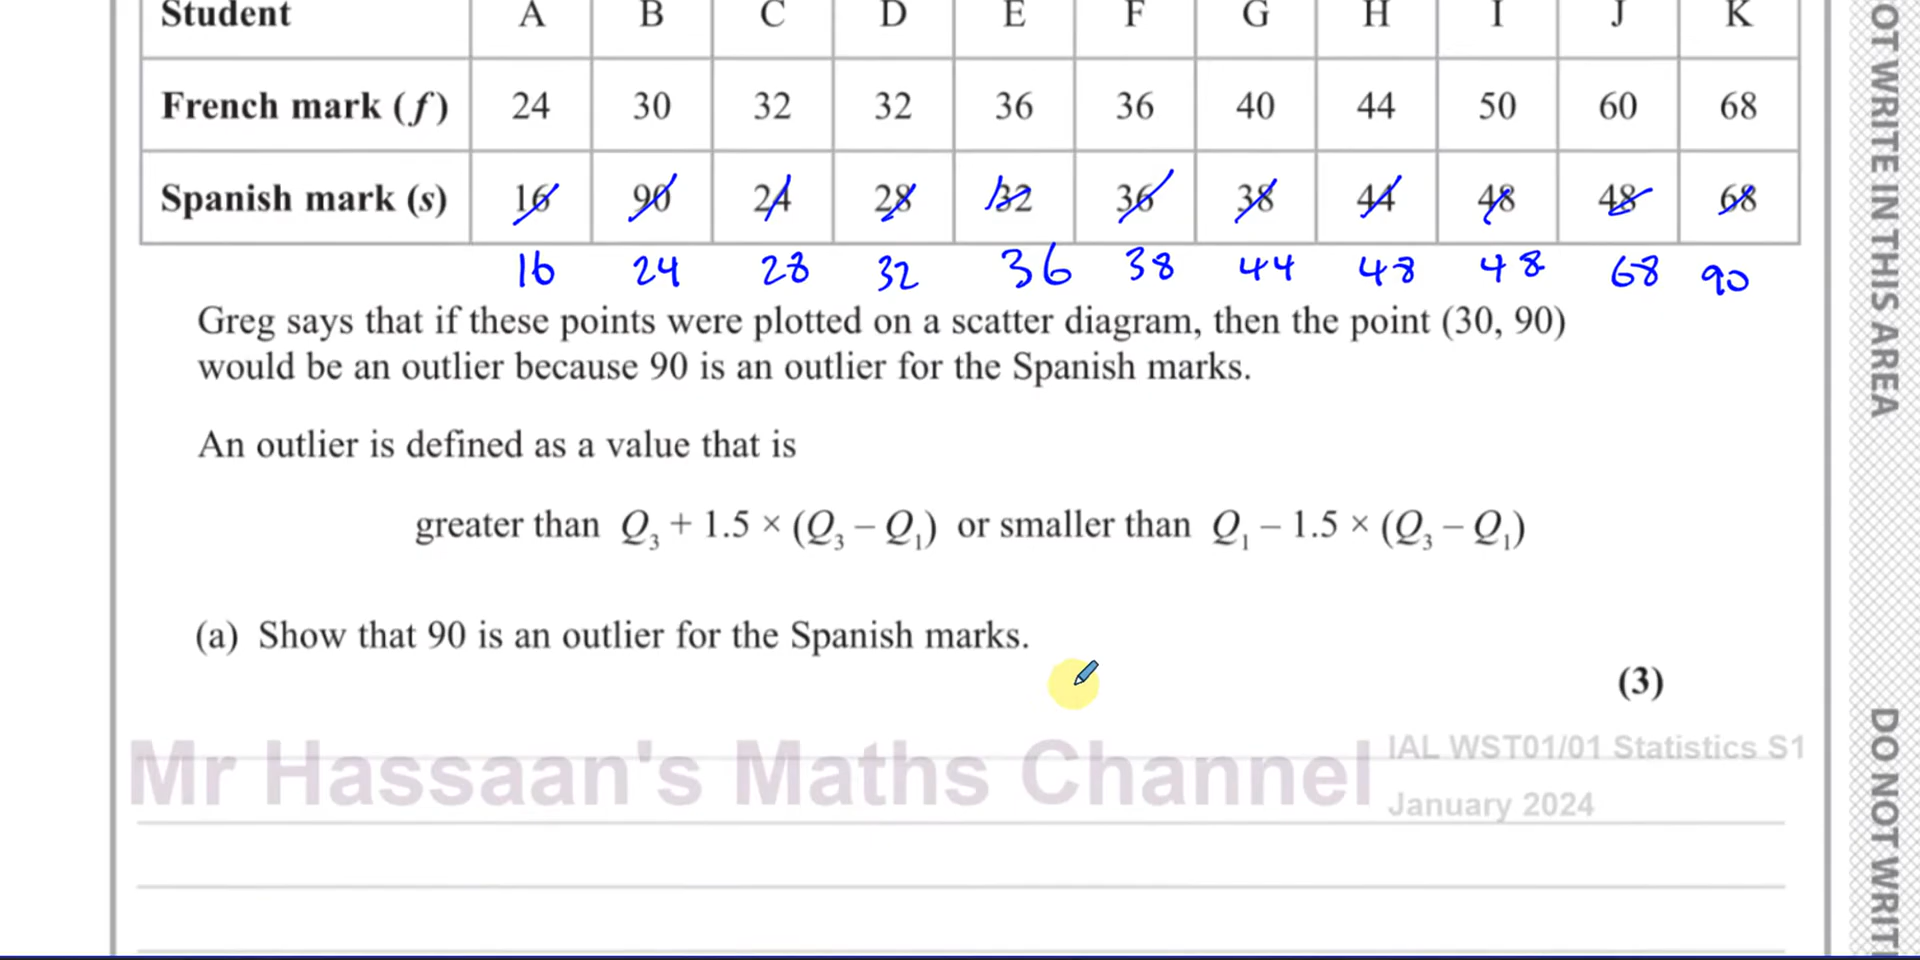 Student A B C D E F G H I J K
French mark (f) 24 30 32 32 36 36 40 44 50 60 68
Spanish mark (s) 16 90 24 28 32 36 38 44 48 48 68
16 24 28 32 36 38 44 48 48 68 90
Greg says that if these points were plotted on a scatter diagram, then the point (30, 90)
would be an outlier because 90 is an outlier for the Spanish marks.
An outlier is defined as a value that is
greater than Q₃ + 1.5 × (Q₃ − Q₁) or smaller than Q₁ − 1.5 × (Q₃ − Q₁)
(a) Show that 90 is an outlier for the Spanish marks.
(3)
Mr Hassaan's Maths Channel
IAL WST01/01 Statistics S1
January 2024
OT WRITE IN THIS AREA
DO NOT WRIT